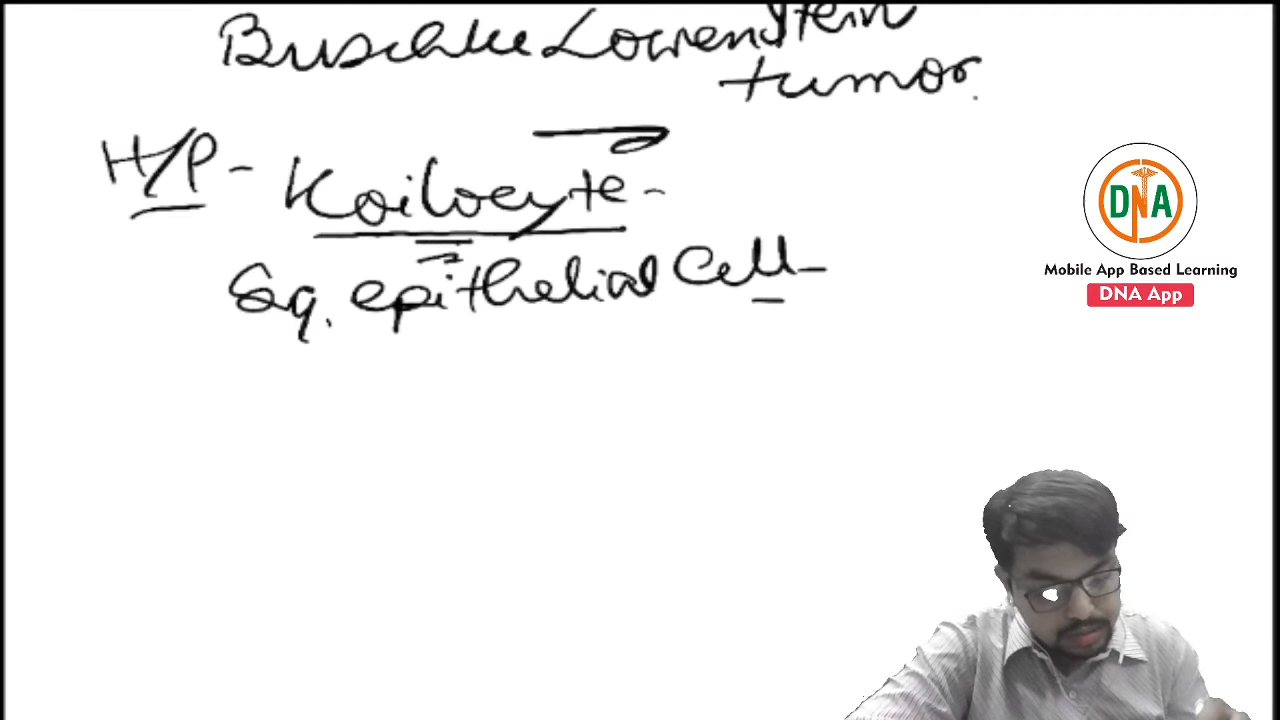 Buschke Lowenstein
tumor.
H/P - Koilocyte -
Sq. epithelial Cell -
DNA
Mobile App Based Learning
DNA App